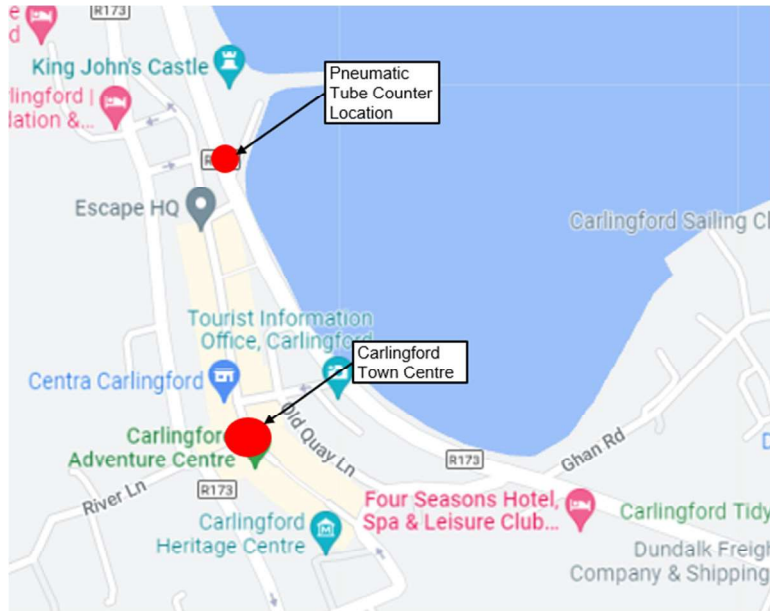 R173
R173
e
d
King John's Castle
Pneumatic
Tube Counter
Location
rlingford |
lation &...
Escape HQ
Carlingford Sailing Cl
Tourist Information
Office, Carlingford
Carlingford
Town Centre
Centra Carlingford
Old Quay Ln
Carlingfor
Adventure Centre
R173
Ghan Rd
R173
River Ln
Four Seasons Hotel,
Spa & Leisure Club...
Carlingford Tidy
Carlingford
Heritage Centre
Dundalk Freigh
Company & Shipping